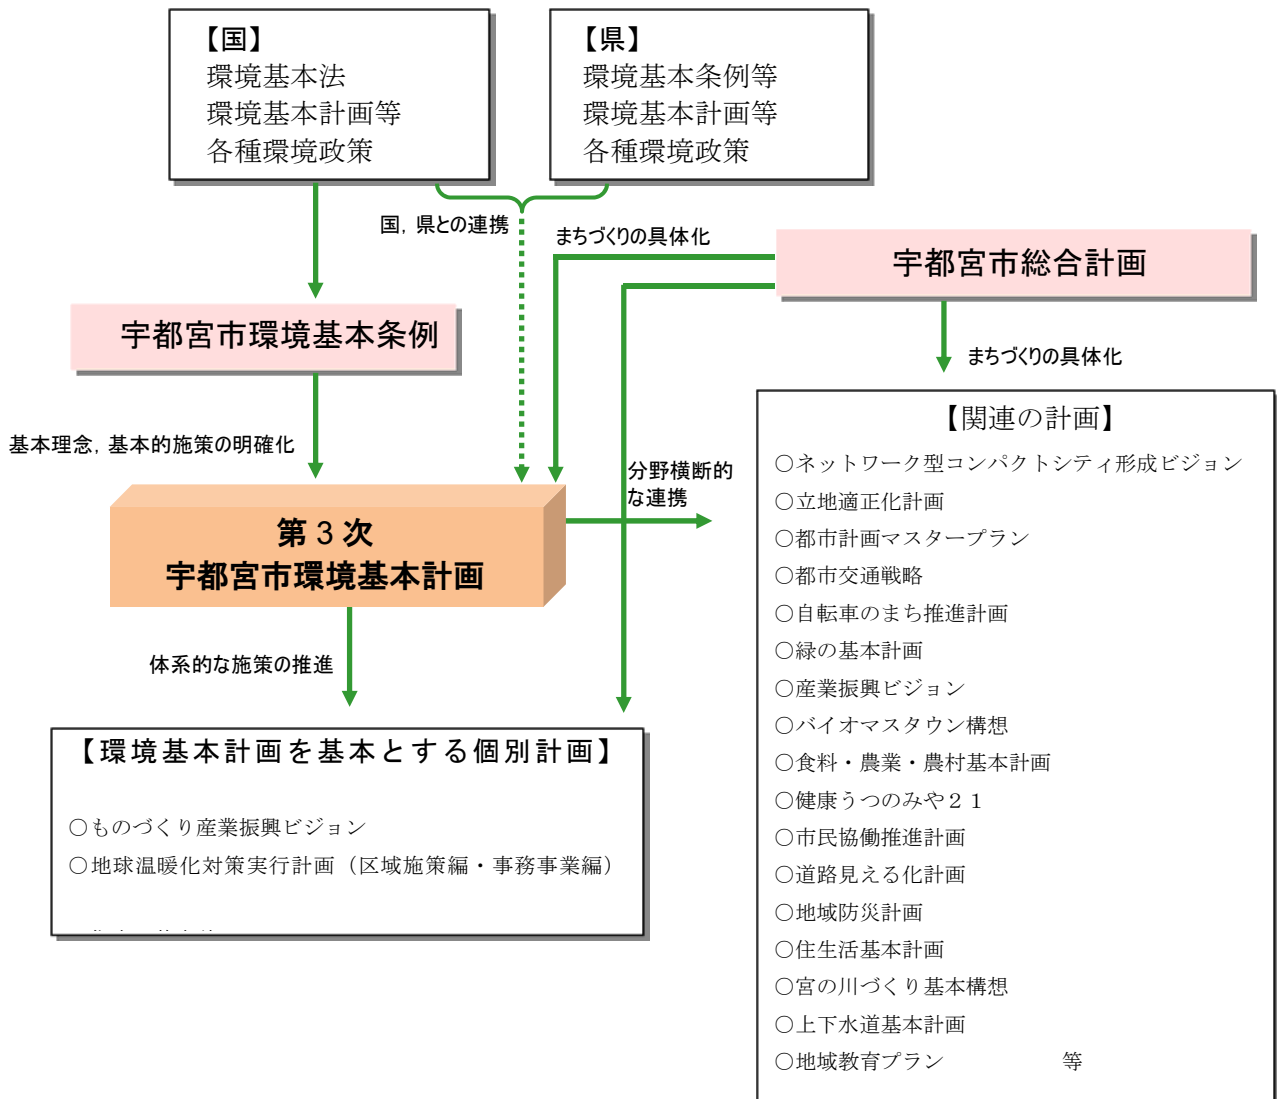 【国】
環境基本法
環境基本計画等
各種環境政策
【県】
環境基本条例等
環境基本計画等
各種環境政策
国，県との連携
まちづくりの具体化
宇都宮市総合計画
宇都宮市環境基本条例
まちづくりの具体化
基本理念，基本的施策の明確化
分野横断的
な連携
第３次
宇都宮市環境基本計画
体系的な施策の推進
【環境基本計画を基本とする個別計画】
○ものづくり産業振興ビジョン
○地球温暖化対策実行計画（区域施策編・事務事業編）
【関連の計画】
○ネットワーク型コンパクトシティ形成ビジョン
○立地適正化計画
○都市計画マスタープラン
○都市交通戦略
○自転車のまち推進計画
○緑の基本計画
○産業振興ビジョン
○バイオマスタウン構想
○食料・農業・農村基本計画
○健康うつのみや２１
○市民協働推進計画
○道路見える化計画
○地域防災計画
○住生活基本計画
○宮の川づくり基本構想
○上下水道基本計画
○地域教育プラン　　　　　　等